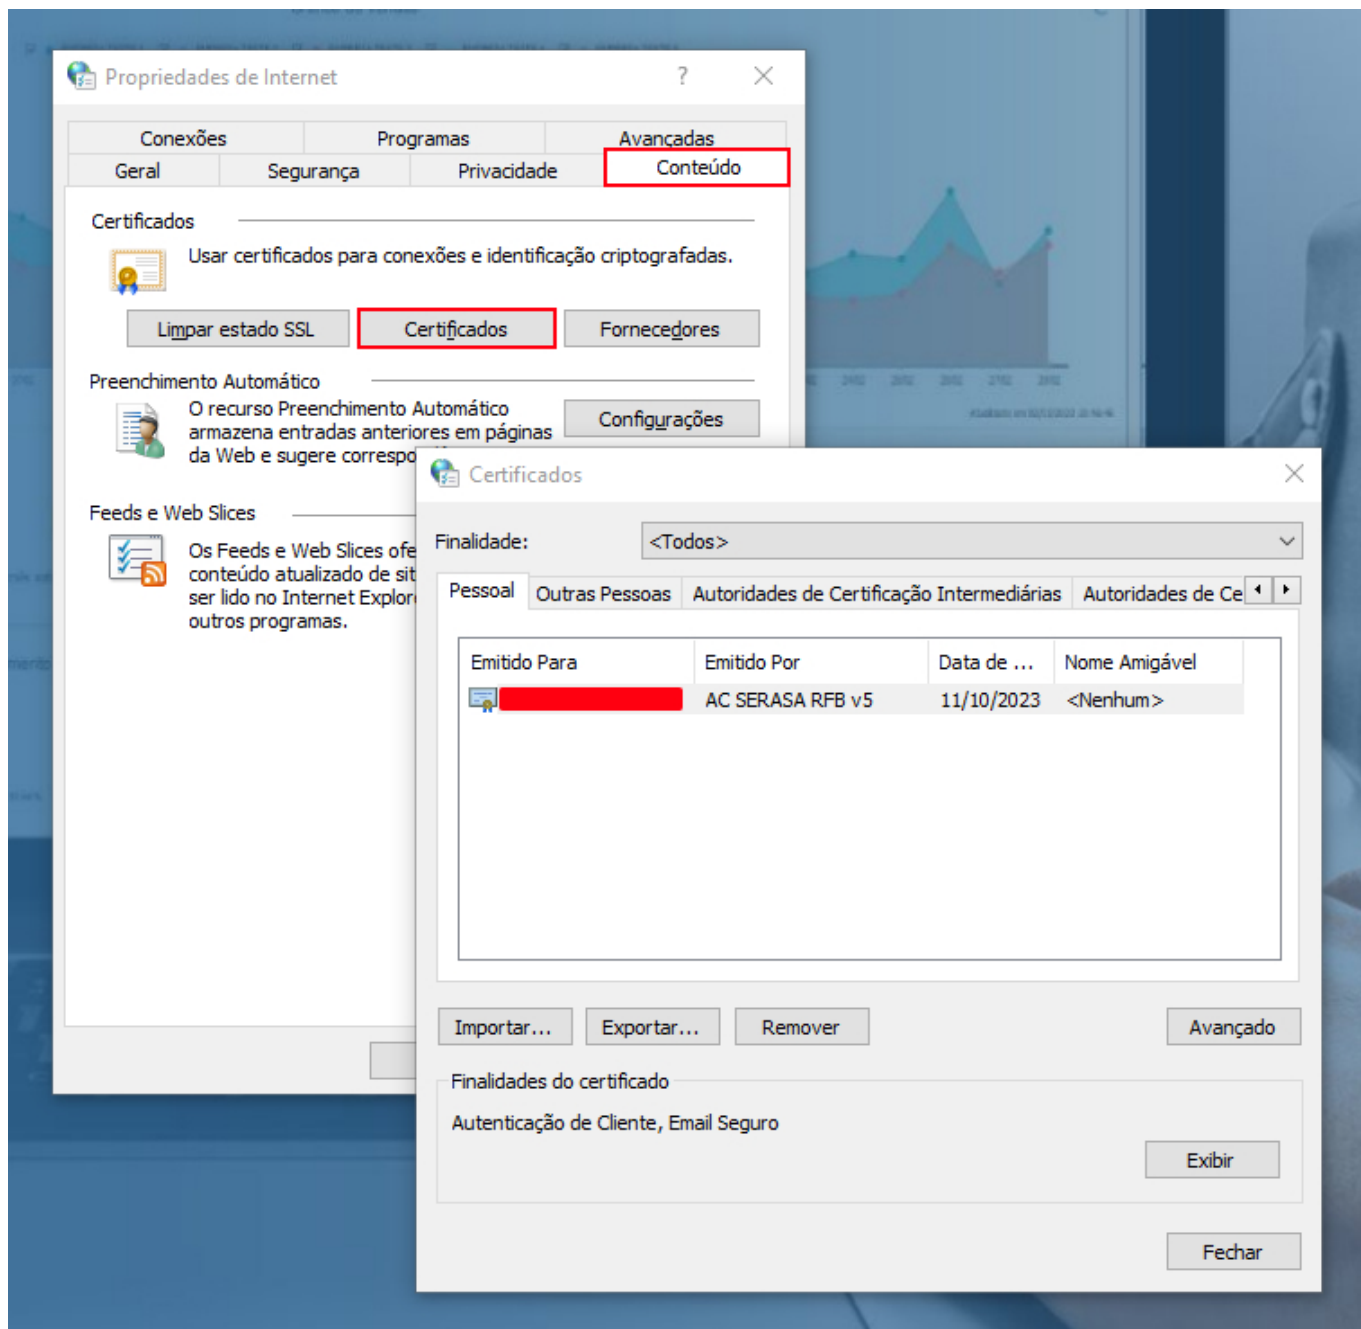 Propriedades de Internet
?
Conexões Programas Avançadas
Geral Segurança Privacidade Conteúdo
Certificados
Usar certificados para conexões e identificação criptografadas.
Limpar estado SSL Certificados Fornecedores
Preenchimento Automático
O recurso Preenchimento Automático
armazena entradas anteriores em páginas
da Web e sugere correspo
Configurações
Feeds e Web Slices
Os Feeds e Web Slices ofe
conteúdo atualizado de sit
ser lido no Internet Explor
outros programas.
Certificados
Finalidade: <Todos>
Pessoal Outras Pessoas Autoridades de Certificação Intermediárias Autoridades de Ce
Emitido Para Emitido Por Data de ... Nome Amigável
AC SERASA RFB v5 11/10/2023 <Nenhum>
Importar... Exportar... Remover Avançado
Finalidades do certificado
Autenticação de Cliente, Email Seguro
Exibir
Fechar